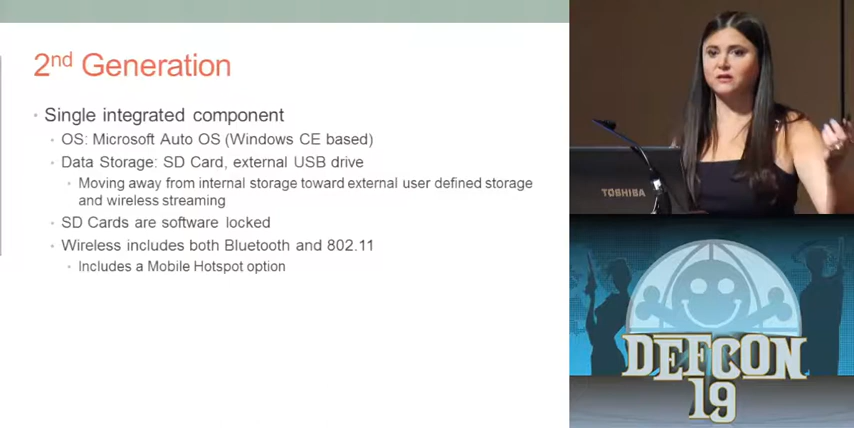 2nd Generation
Single integrated component
OS: Microsoft Auto OS (Windows CE based)
Data Storage: SD Card, external USB drive
Moving away from internal storage toward external user defined storage
and wireless streaming
SD Cards are software locked
Wireless includes both Bluetooth and 802.11
Includes a Mobile Hotspot option
TOSHIBA
DEFCON
19